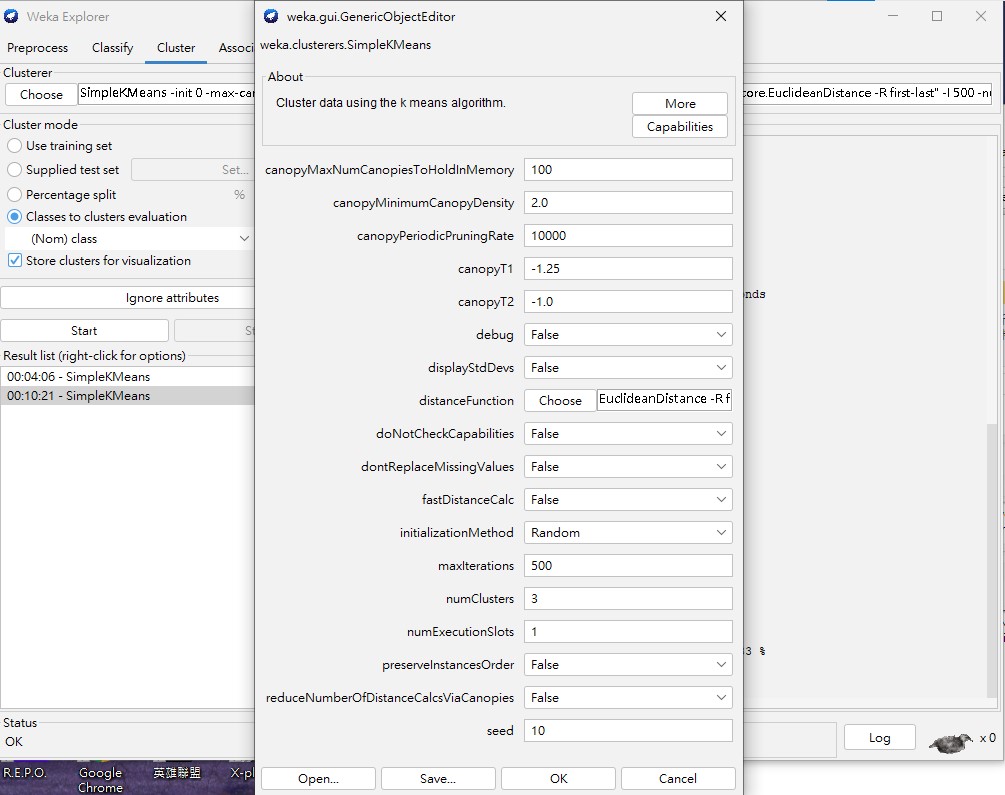 Weka Explorer
Preprocess Classify Cluster Associ
Clusterer
Choose SimpleKMeans -init 0 -max-can
Cluster mode
Use training set
Supplied test set Set...
Percentage split %
Classes to clusters evaluation
(Nom) class
Store clusters for visualization
Ignore attributes
Start St
Result list (right-click for options)
00:04:06 - SimpleKMeans
00:10:21 - SimpleKMeans
Status
OK
weka.gui.GenericObjectEditor
weka.clusterers.SimpleKMeans
About
Cluster data using the k means algorithm.
More
Capabilities
canopyMaxNumCanopiesToHoldInMemory 100
canopyMinimumCanopyDensity 2.0
canopyPeriodicPruningRate 10000
canopyT1 -1.25
canopyT2 -1.0
debug False
displayStdDevs False
distanceFunction Choose EuclideanDistance -R f
doNotCheckCapabilities False
dontReplaceMissingValues False
fastDistanceCalc False
initializationMethod Random
maxIterations 500
numClusters 3
numExecutionSlots 1
preserveInstancesOrder False
reduceNumberOfDistanceCalcsViaCanopies False
seed 10
Open... Save... OK Cancel
core.EuclideanDistance -R first-last" -I 500 -nu
onds
33 %
Log x 0
R.E.P.O. Google Chrome 英雄聯盟 X-pl